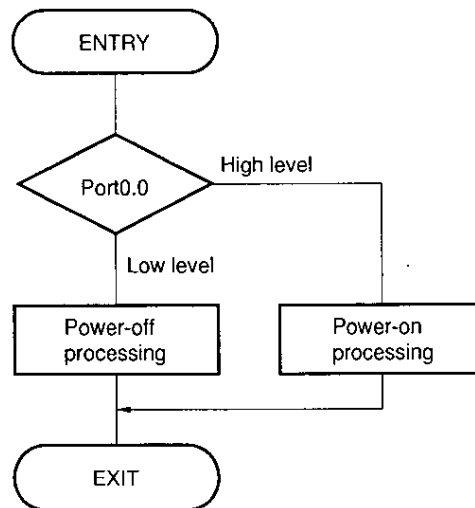 ENTRY
Port0.0
High level
Low level
Power-off
processing
Power-on
processing
EXIT